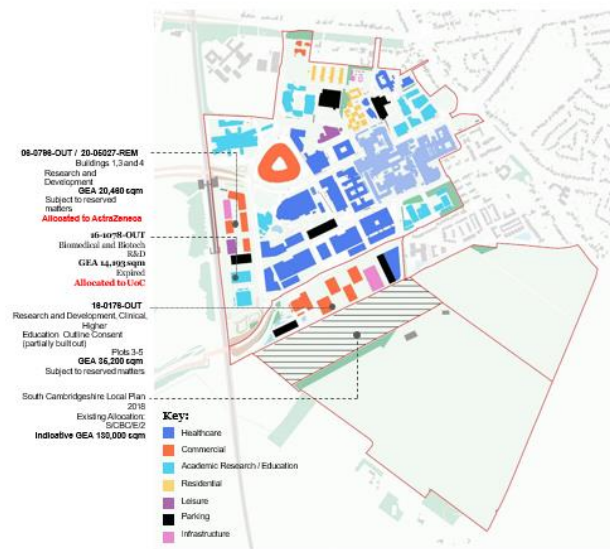 06-0796-OUT / 20-05027-REM
Buildings 1,3 and 4
Research and
Development
GEA 20,460 sqm
Subject to reserved
matters
Allocated to AstraZeneca
16-1078-OUT
Biomedical and Biotech
R&D
GEA 14,193 sqm
Expired
Allocated to UoC
16-0176-OUT
Research and Development, Clinical,
Higher
Education Outline Consent
(partially built out)
Plots 3-5
GEA 36,200 sqm
Subject to reserved matters
South Cambridgeshire Local Plan
2018
Existing Allocation:
S/CBC/E/2
Indicative GEA 130,000 sqm
Key:
Healthcare
Commercial
Academic Research / Education
Residential
Leisure
Parking
Infrastructure